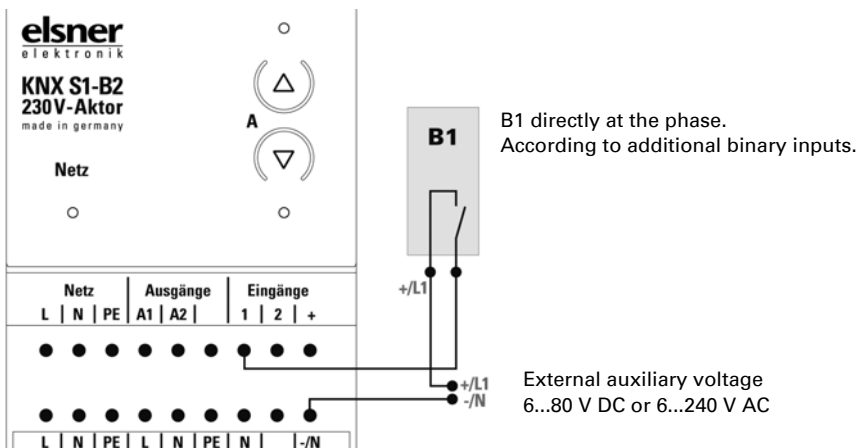 elsner
elektronik
KNX S1-B2
230V-Aktor
made in germany
A
Netz
B1
B1 directly at the phase.
According to additional binary inputs.
+/L1
Netz | Ausgänge | Eingänge
L | N | PE | A1 | A2 | | 1 | 2 | +
+/L1
-/N
External auxiliary voltage
6...80 V DC or 6...240 V AC
L | N | PE | L | N | PE | N | | -/N